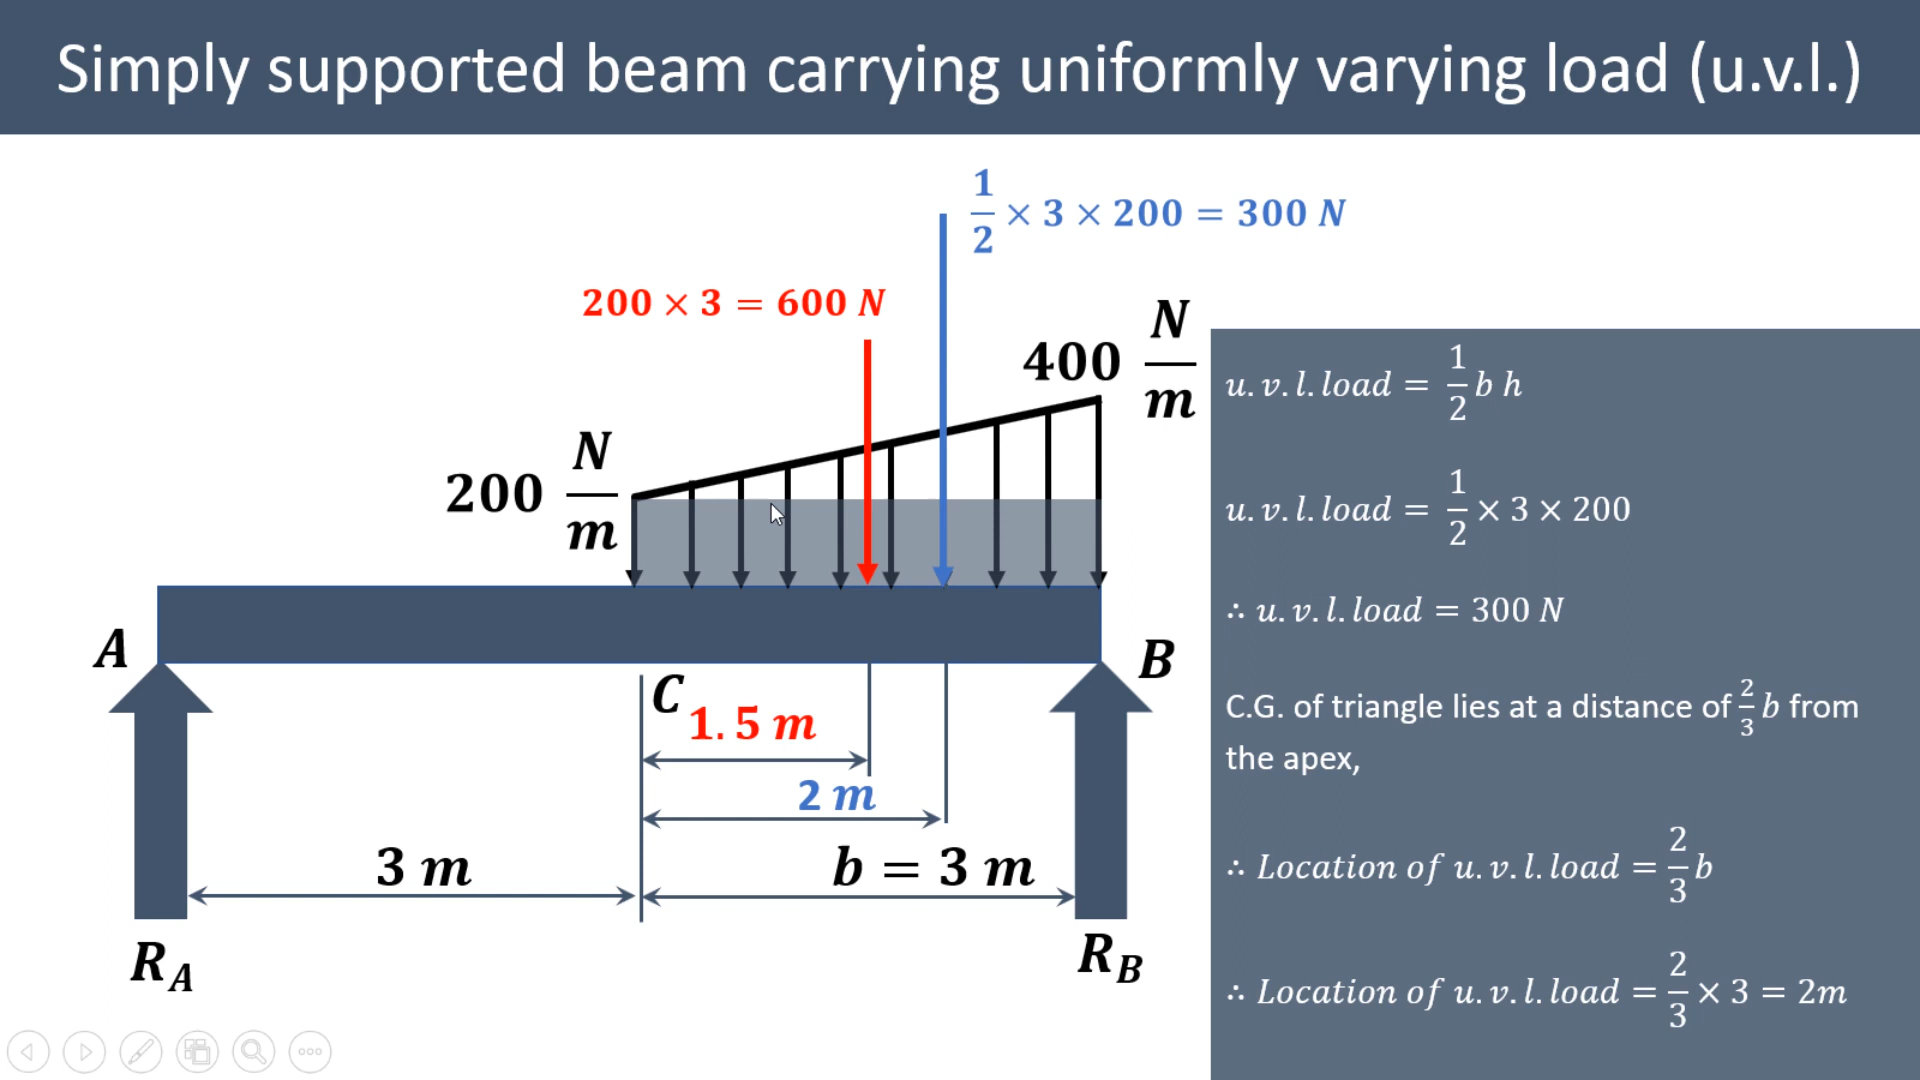 Simply supported beam carrying uniformly varying load (u.v.l.)
1/2 × 3 × 200 = 300 N
200 × 3 = 600 N
400 N/m
200 N/m
A
B
C
1.5 m
2 m
3 m
b = 3 m
R_A
R_B
u.v.l.load = 1/2 b h
u.v.l.load = 1/2 × 3 × 200
∴ u.v.l.load = 300 N
C.G. of triangle lies at a distance of 2/3 b from
the apex,
∴ Location of u.v.l.load = 2/3 b
∴ Location of u.v.l.load = 2/3 × 3 = 2m